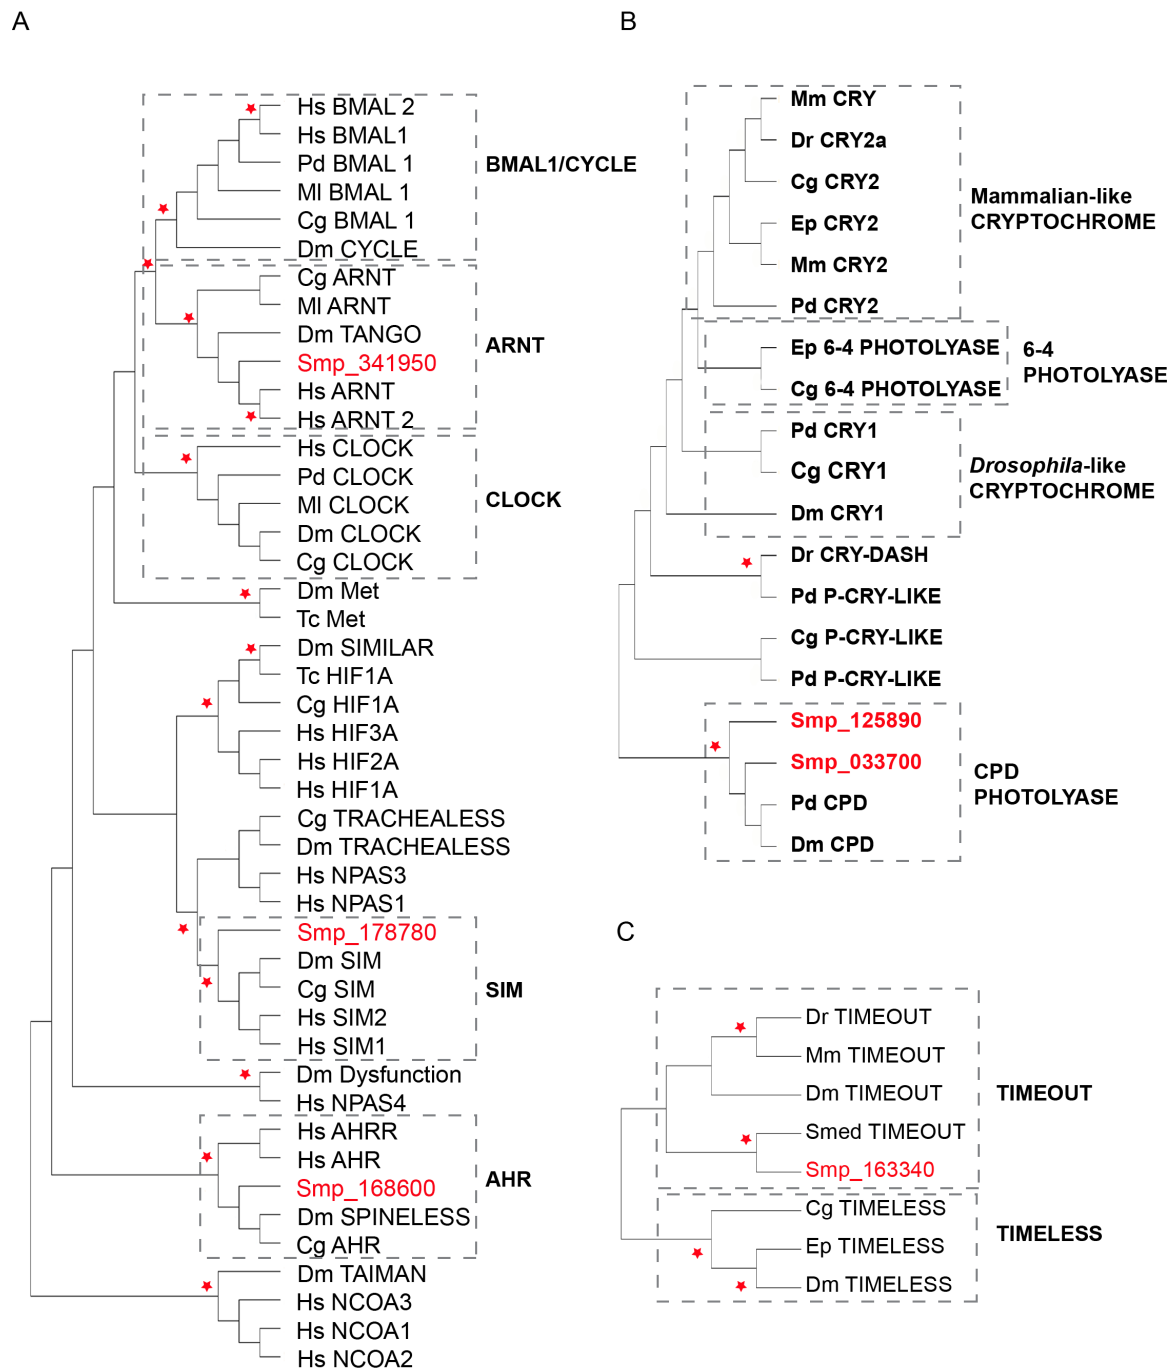 A
Hs BMAL 2
Hs BMAL1
Pd BMAL 1
Ml BMAL 1
Cg BMAL 1
Dm CYCLE
BMAL1/CYCLE
Cg ARNT
Ml ARNT
Dm TANGO
Smp_341950
Hs ARNT
Hs ARNT 2
ARNT
Hs CLOCK
Pd CLOCK
Ml CLOCK
Dm CLOCK
Cg CLOCK
CLOCK
Dm Met
Tc Met
Dm SIMILAR
Tc HIF1A
Cg HIF1A
Hs HIF3A
Hs HIF2A
Hs HIF1A
Cg TRACHEALESS
Dm TRACHEALESS
Hs NPAS3
Hs NPAS1
Smp_178780
Dm SIM
Cg SIM
Hs SIM2
Hs SIM1
SIM
Dm Dysfunction
Hs NPAS4
Hs AHRR
Hs AHR
Smp_168600
Dm SPINELESS
Cg AHR
AHR
Dm TAIMAN
Hs NCOA3
Hs NCOA1
Hs NCOA2
B
Mm CRY
Dr CRY2a
Cg CRY2
Ep CRY2
Mm CRY2
Pd CRY2
Mammalian-like
CRYPTOCHROME
Ep 6-4 PHOTOLYASE
Cg 6-4 PHOTOLYASE
6-4
PHOTOLYASE
Pd CRY1
Cg CRY1
Dm CRY1
Drosophila-like
CRYPTOCHROME
Dr CRY-DASH
Pd P-CRY-LIKE
Cg P-CRY-LIKE
Pd P-CRY-LIKE
Smp_125890
Smp_033700
Pd CPD
Dm CPD
CPD
PHOTOLYASE
C
Dr TIMEOUT
Mm TIMEOUT
Dm TIMEOUT
Smed TIMEOUT
Smp_163340
TIMEOUT
Cg TIMELESS
Ep TIMELESS
Dm TIMELESS
TIMELESS